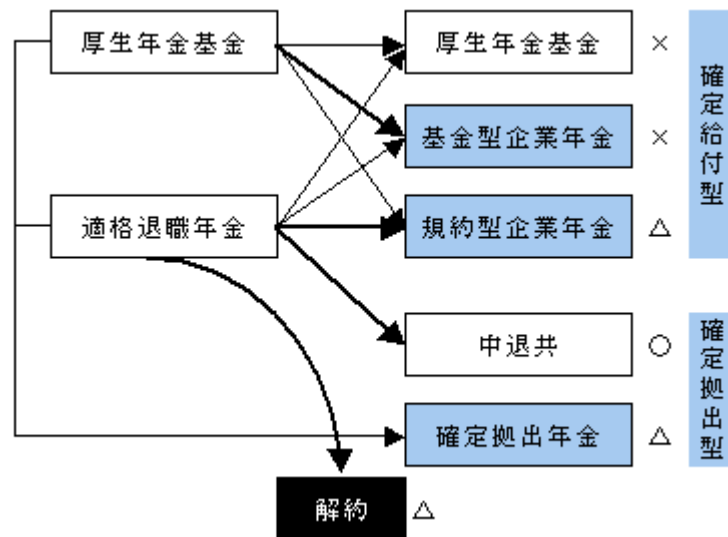 厚生年金基金
厚生年金基金
×
基金型企業年金
×
適格退職年金
規約型企業年金
△
確定給付型
中退共
○
確定拠出年金
△
確定拠出型
解約
△